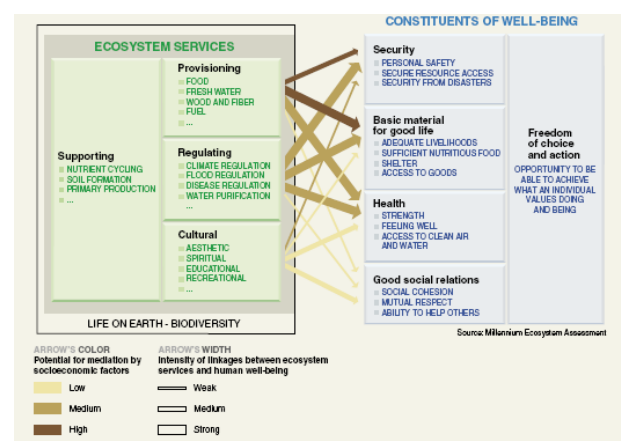 CONSTITUENTS OF WELL-BEING
ECOSYSTEM SERVICES
Supporting
NUTRIENT CYCLING
SOIL FORMATION
PRIMARY PRODUCTION
...
Provisioning
FOOD
FRESH WATER
WOOD AND FIBER
FUEL
...
Regulating
CLIMATE REGULATION
FLOOD REGULATION
DISEASE REGULATION
WATER PURIFICATION
...
Cultural
AESTHETIC
SPIRITUAL
EDUCATIONAL
RECREATIONAL
...
LIFE ON EARTH - BIODIVERSITY
Security
PERSONAL SAFETY
SECURE RESOURCE ACCESS
SECURITY FROM DISASTERS
Basic material
for good life
ADEQUATE LIVELIHOODS
SUFFICIENT NUTRITIOUS FOOD
SHELTER
ACCESS TO GOODS
Health
STRENGTH
FEELING WELL
ACCESS TO CLEAN AIR
AND WATER
Good social relations
SOCIAL COHESION
MUTUAL RESPECT
ABILITY TO HELP OTHERS
Freedom
of choice
and action
OPPORTUNITY TO BE
ABLE TO ACHIEVE
WHAT AN INDIVIDUAL
VALUES DOING
AND BEING
Source: Millennium Ecosystem Assessment
ARROW'S COLOR
Potential for mediation by
socioeconomic factors
Low
Medium
High
ARROW'S WIDTH
Intensity of linkages between ecosystem
services and human well-being
Weak
Medium
Strong